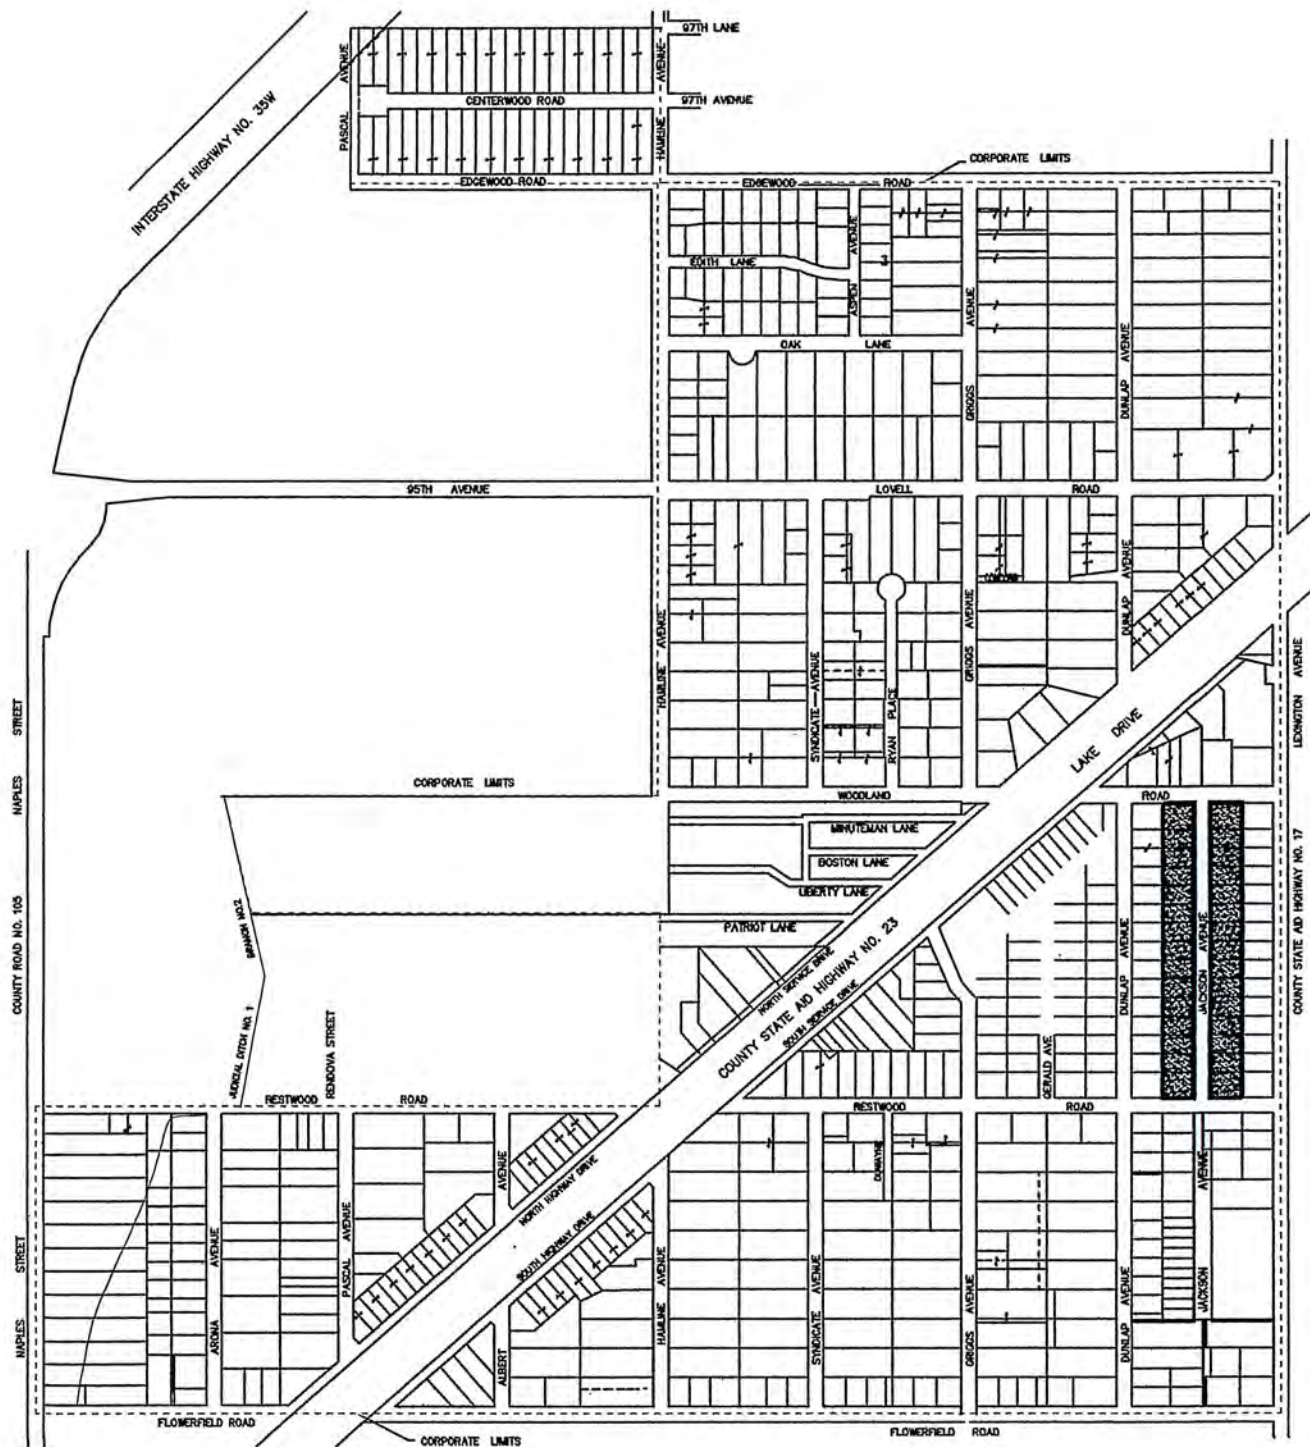 97TH LANE
AVENUE
AVENUE
CENTERWOOD ROAD
97TH AVENUE
INTERSTATE HIGHWAY NO. 35W
PASCAL
HAMLINE
CORPORATE LIMITS
EDGEWOOD ROAD
EDGEWOOD ROAD
AVENUE
EDITH LANE
3
ASPEN
AVENUE
AVENUE
OAK LANE
GRIGGS
DUNLAP
95TH AVENUE
LOVELL ROAD
AVENUE
DUNLAP
AVENUE
HAMLINE
AVENUE
GRIGGS
SYNDICATE AVENUE
RYAN PLACE
LAKE DRIVE
LEXINGTON AVENUE
NAPLES STREET
COUNTY ROAD NO. 105
CORPORATE LIMITS
WOODLAND ROAD
MINUTEMAN LANE
BOSTON LANE
LIBERTY LANE
PATRIOT LANE
BRANCH NO.2
JUDICIAL DITCH NO. 1
NORTH SERVICE DRIVE
COUNTY STATE AID HIGHWAY NO. 23
SOUTH SERVICE DRIVE
DUNLAP AVENUE
JACKSON AVENUE
COUNTY STATE AID HIGHWAY NO. 17
GERALD AVE
RENDOVA STREET
RESTWOOD ROAD
RESTWOOD ROAD
NAPLES STREET
ARONA AVENUE
PASCAL AVENUE
AVENUE
ALBERT
NORTH HIGHWAY DRIVE
SOUTH HIGHWAY DRIVE
HAMLINE AVENUE
SYNDICATE AVENUE
DUWAYNE
GRIGGS AVENUE
DUNLAP AVENUE
JACKSON AVENUE
FLOWERFIELD ROAD
CORPORATE LIMITS
FLOWERFIELD ROAD